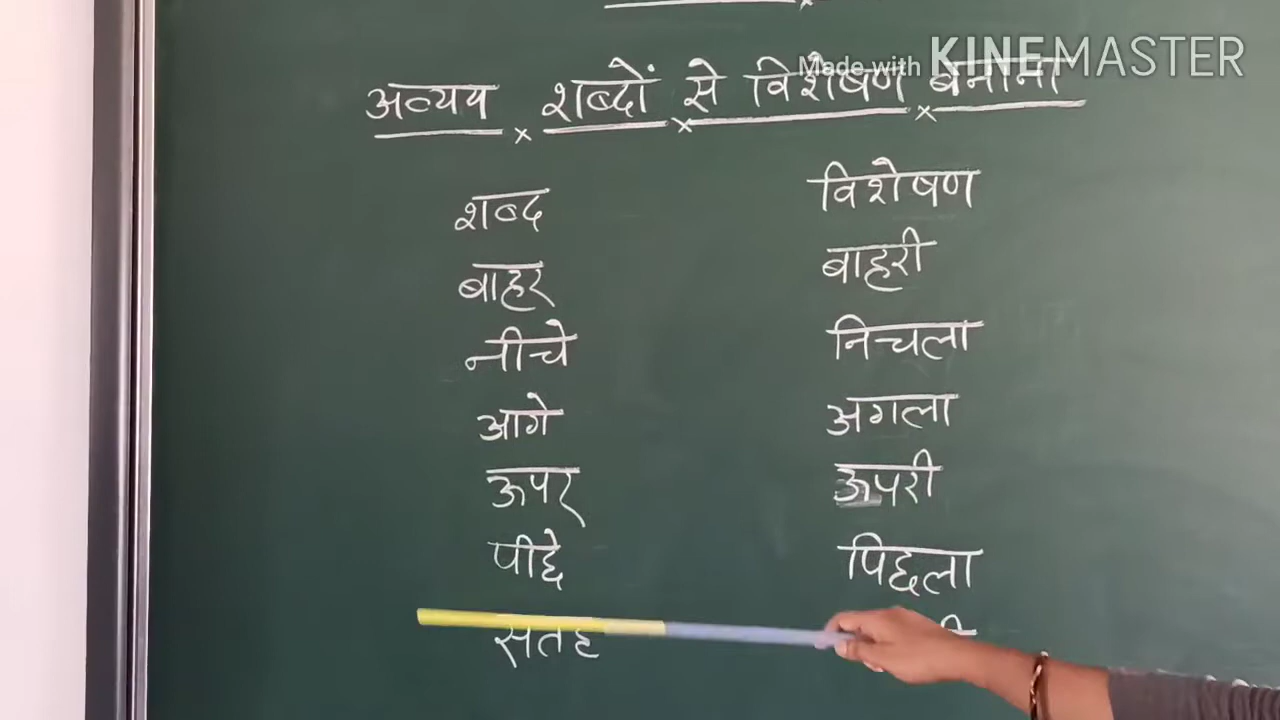 Made with KINEMASTER
अव्यय शब्दों से विशेषण बनाना
शब्द विशेषण
बाहर बाहरी
नीचे निचला
आगे अगला
ऊपर ऊपरी
पीछे पिछला
सतह